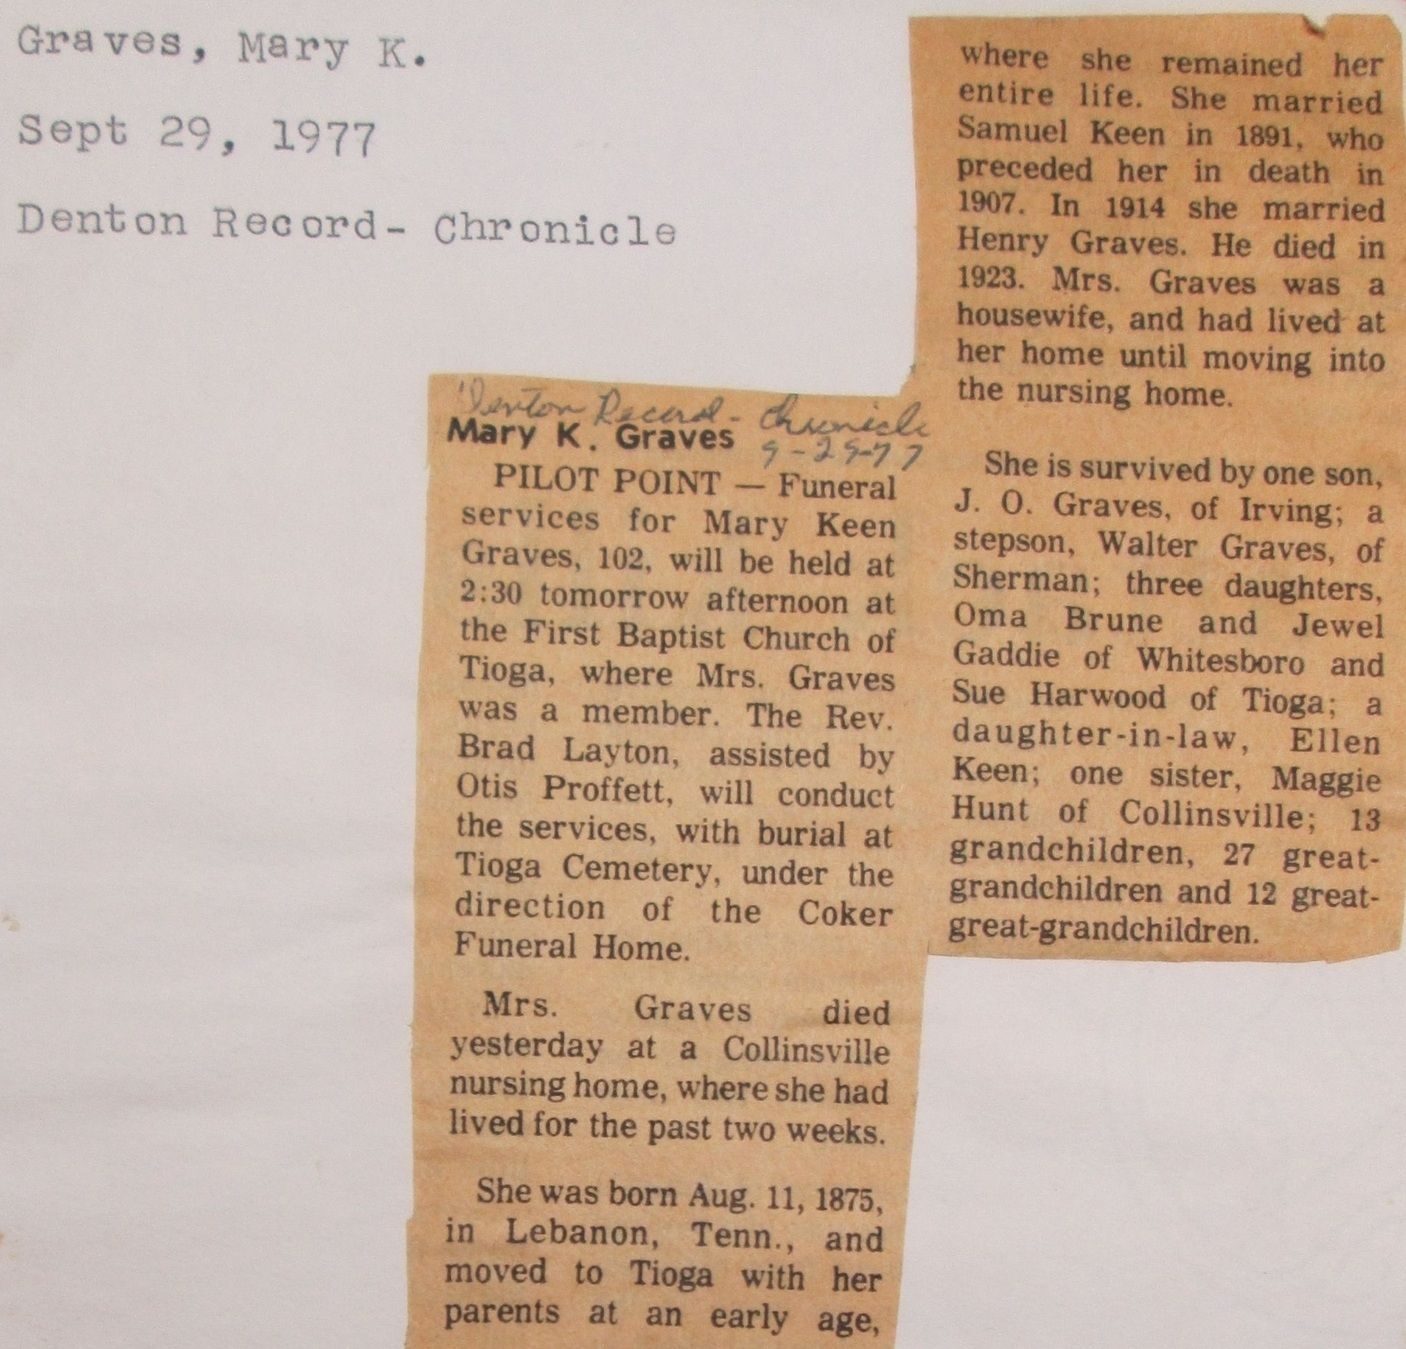 Graves, Mary K.
Sept 29, 1977
Denton Record- Chronicle
Denton Record - Chronicle
9-29-77
Mary K. Graves
PILOT POINT — Funeral
services for Mary Keen
Graves, 102, will be held at
2:30 tomorrow afternoon at
the First Baptist Church of
Tioga, where Mrs. Graves
was a member. The Rev.
Brad Layton, assisted by
Otis Proffett, will conduct
the services, with burial at
Tioga Cemetery, under the
direction of the Coker
Funeral Home.
Mrs. Graves died
yesterday at a Collinsville
nursing home, where she had
lived for the past two weeks.
She was born Aug. 11, 1875,
in Lebanon, Tenn., and
moved to Tioga with her
parents at an early age,
where she remained her
entire life. She married
Samuel Keen in 1891, who
preceded her in death in
1907. In 1914 she married
Henry Graves. He died in
1923. Mrs. Graves was a
housewife, and had lived at
her home until moving into
the nursing home.
She is survived by one son,
J. O. Graves, of Irving; a
stepson, Walter Graves, of
Sherman; three daughters,
Oma Brune and Jewel
Gaddie of Whitesboro and
Sue Harwood of Tioga; a
daughter-in-law, Ellen
Keen; one sister, Maggie
Hunt of Collinsville; 13
grandchildren, 27 great-
grandchildren and 12 great-
great-grandchildren.